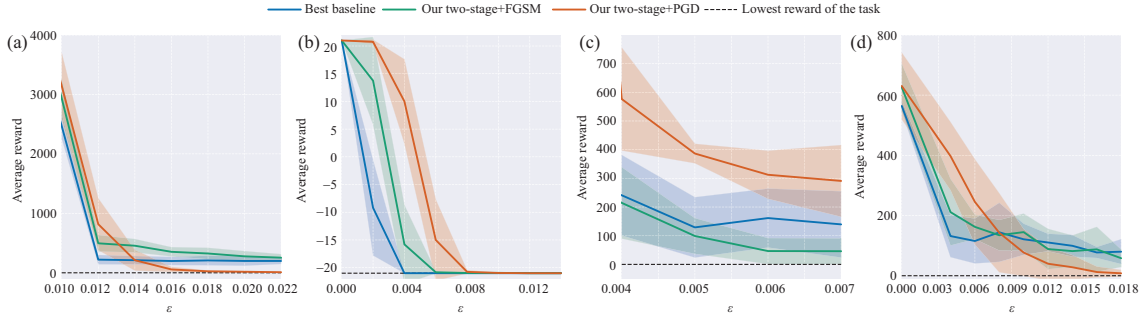 Best baseline Our two-stage+FGSM Our two-stage+PGD Lowest reward of the task
(a)
Average reward
4000
3000
2000
1000
0
0.010 0.012 0.014 0.016 0.018 0.020 0.022
ε
(b)
Average reward
20
15
10
5
0
−5
−10
−15
−20
0.000 0.004 0.008 0.012
ε
(c)
Average reward
700
600
500
400
300
200
100
0
0.004 0.005 0.006 0.007
ε
(d)
Average reward
800
600
400
200
0
0.000 0.003 0.006 0.009 0.012 0.015 0.018
ε